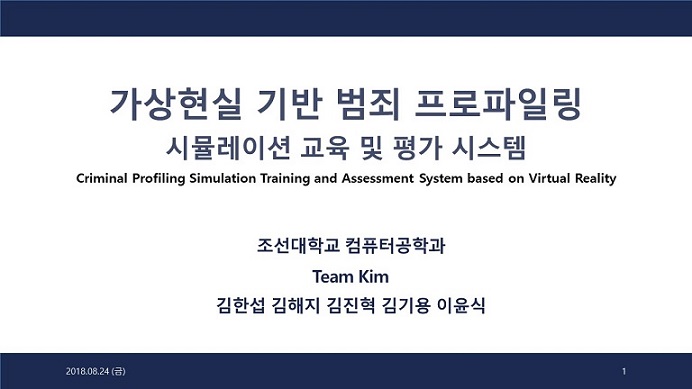 가상현실 기반 범죄 프로파일링
시뮬레이션 교육 및 평가 시스템
Criminal Profiling Simulation Training and Assessment System based on Virtual Reality
조선대학교 컴퓨터공학과
Team Kim
김한섭 김해지 김진혁 김기용 이윤식
2018.08.24 (금)
1